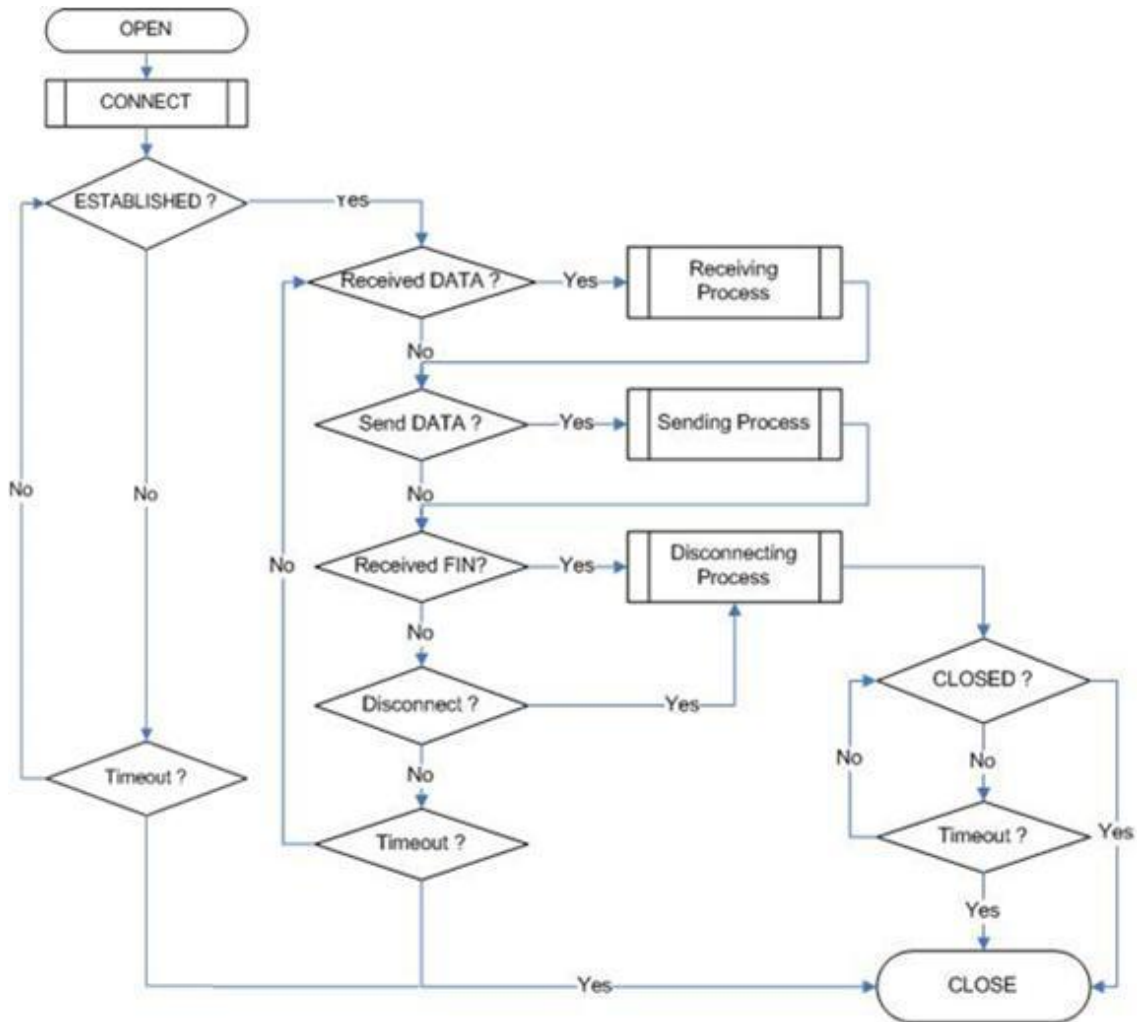 OPEN
CONNECT
ESTABLISHED ?
Yes
Received DATA ?
Yes
Receiving
Process
No
Send DATA ?
Yes
Sending Process
No
No
No
Received FIN?
Yes
Disconnecting
Process
No
No
Disconnect ?
Yes
CLOSED ?
No
No
No
Timeout ?
Timeout ?
Timeout ?
Yes
Yes
Yes
CLOSE